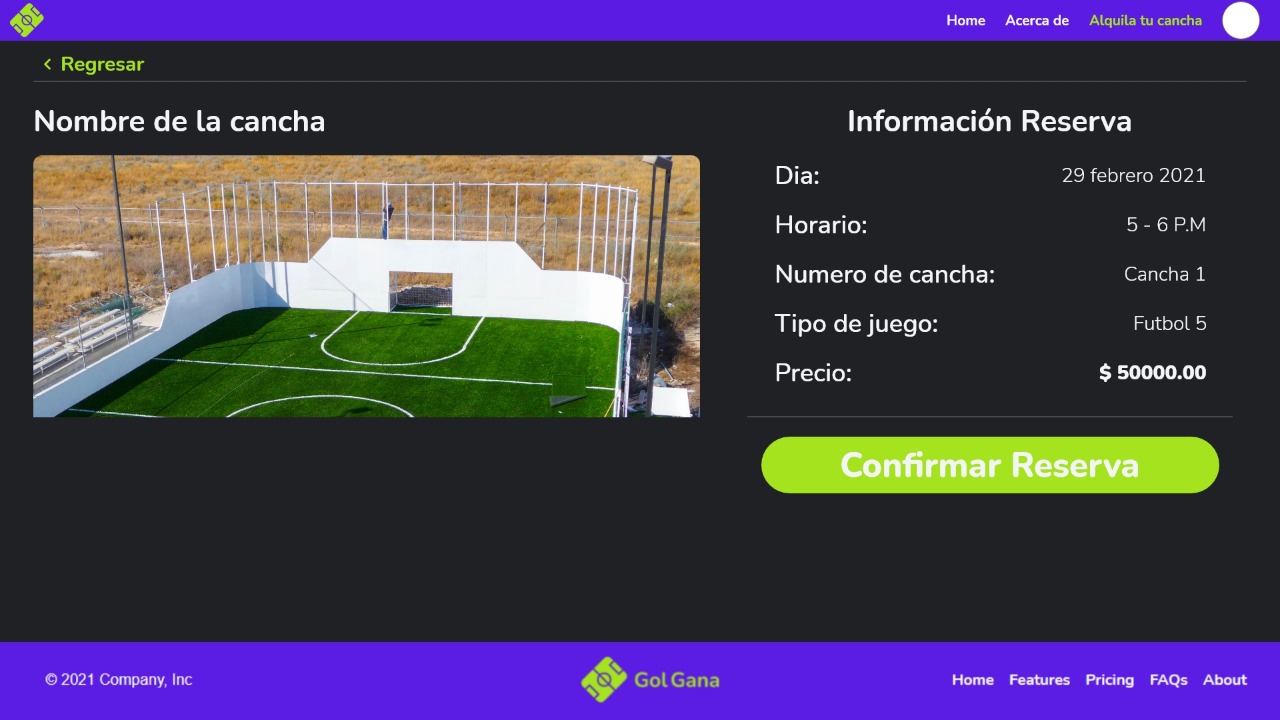 Home Acerca de Alquila tu cancha
Regresar
Nombre de la cancha
Información Reserva
Dia: 29 febrero 2021
Horario: 5 - 6 P.M
Numero de cancha: Cancha 1
Tipo de juego: Futbol 5
Precio: $ 50000.00
Confirmar Reserva
© 2021 Company, Inc
Gol Gana
Home Features Pricing FAQs About